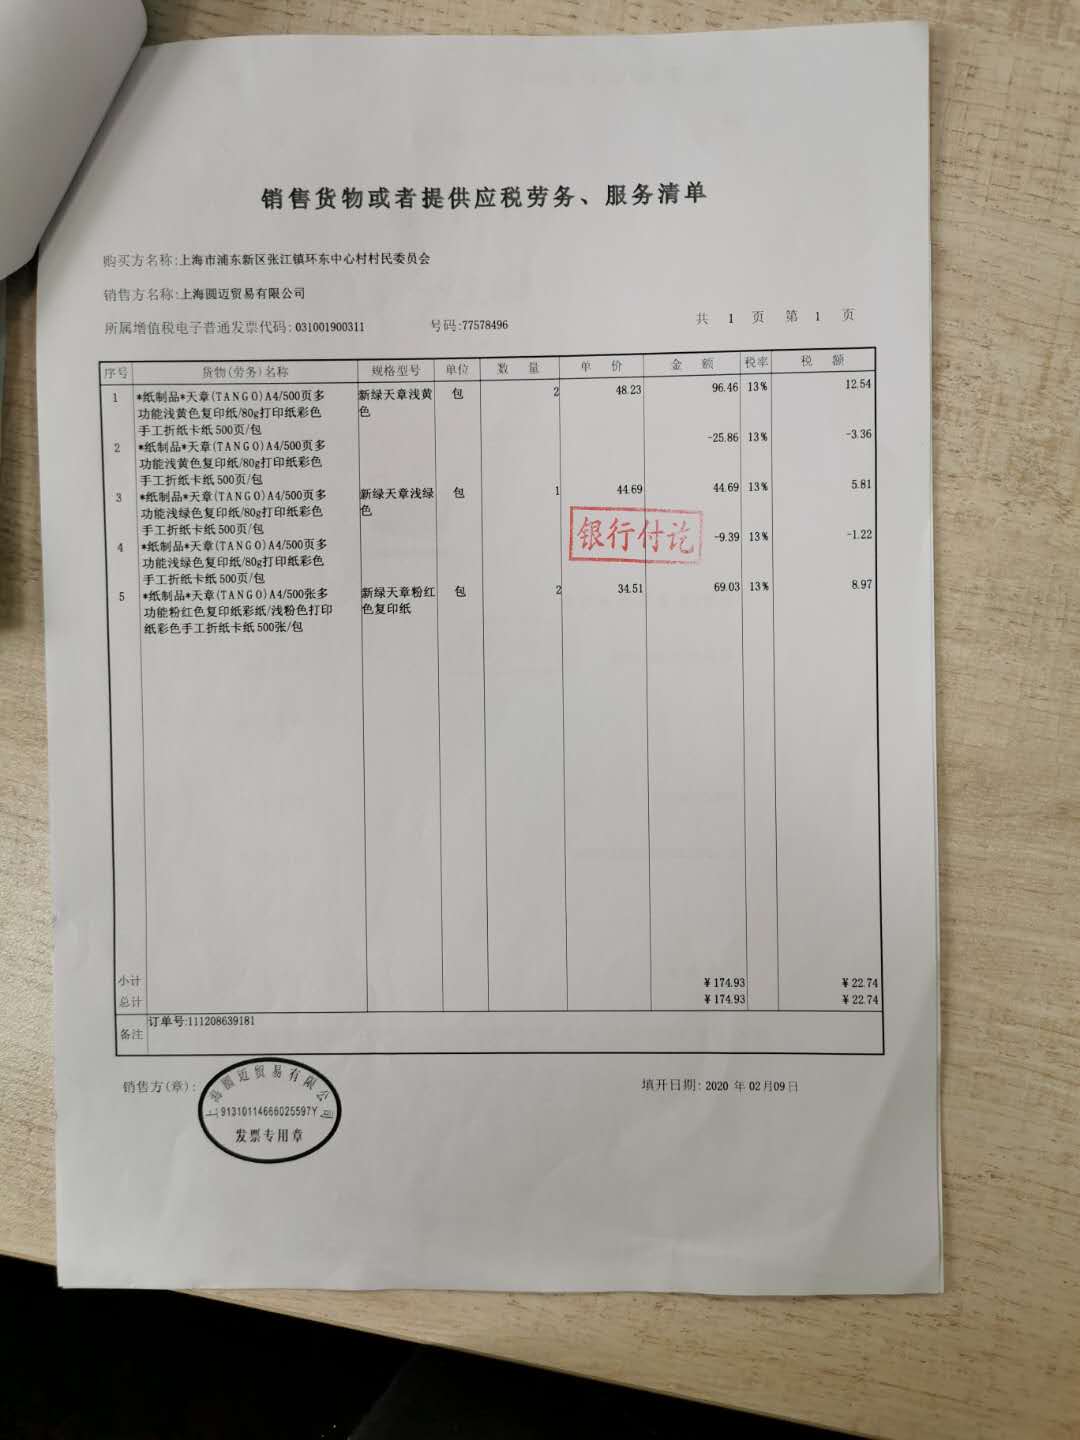 销售货物或者提供应税劳务、服务清单
购买方名称:上海市浦东新区张江镇环东中心村村民委员会
销售方名称:上海圆迈贸易有限公司
所属增值税电子普通发票代码:031001900311 号码:77578496 共 1 页 第 1 页
序号 货物(劳务)名称 规格型号 单位 数 量 单 价 金 额 税率 税 额
1 *纸制品*天章(TANGO)A4/500页多 新绿天章浅黄 包 2 48.23 96.46 13% 12.54
功能浅黄色复印纸/80g打印纸彩色 色
手工折纸卡纸 500页/包
2 *纸制品*天章(TANGO)A4/500页多 -25.86 13% -3.36
功能浅黄色复印纸/80g打印纸彩色
手工折纸卡纸 500页/包
3 *纸制品*天章(TANGO)A4/500页多 新绿天章浅绿 包 1 44.69 44.69 13% 5.81
功能浅绿色复印纸/80g打印纸彩色 色
手工折纸卡纸 500页/包
银行付讫
4 *纸制品*天章(TANGO)A4/500页多 -9.39 13% -1.22
功能浅绿色复印纸/80g打印纸彩色
手工折纸卡纸 500页/包
5 *纸制品*天章(TANGO)A4/500张多 新绿天章粉红 包 2 34.51 69.03 13% 8.97
功能粉红色复印纸彩纸/浅粉色打印 色复印纸
纸彩色手工折纸卡纸 500张/包
小计 ¥174.93 ¥22.74
总计 ¥174.93 ¥22.74
备注 订单号:111208639181
销售方(章): 填开日期: 2020 年 02月09日
上海圆迈贸易有限公司
91310114666025597Y
发票专用章